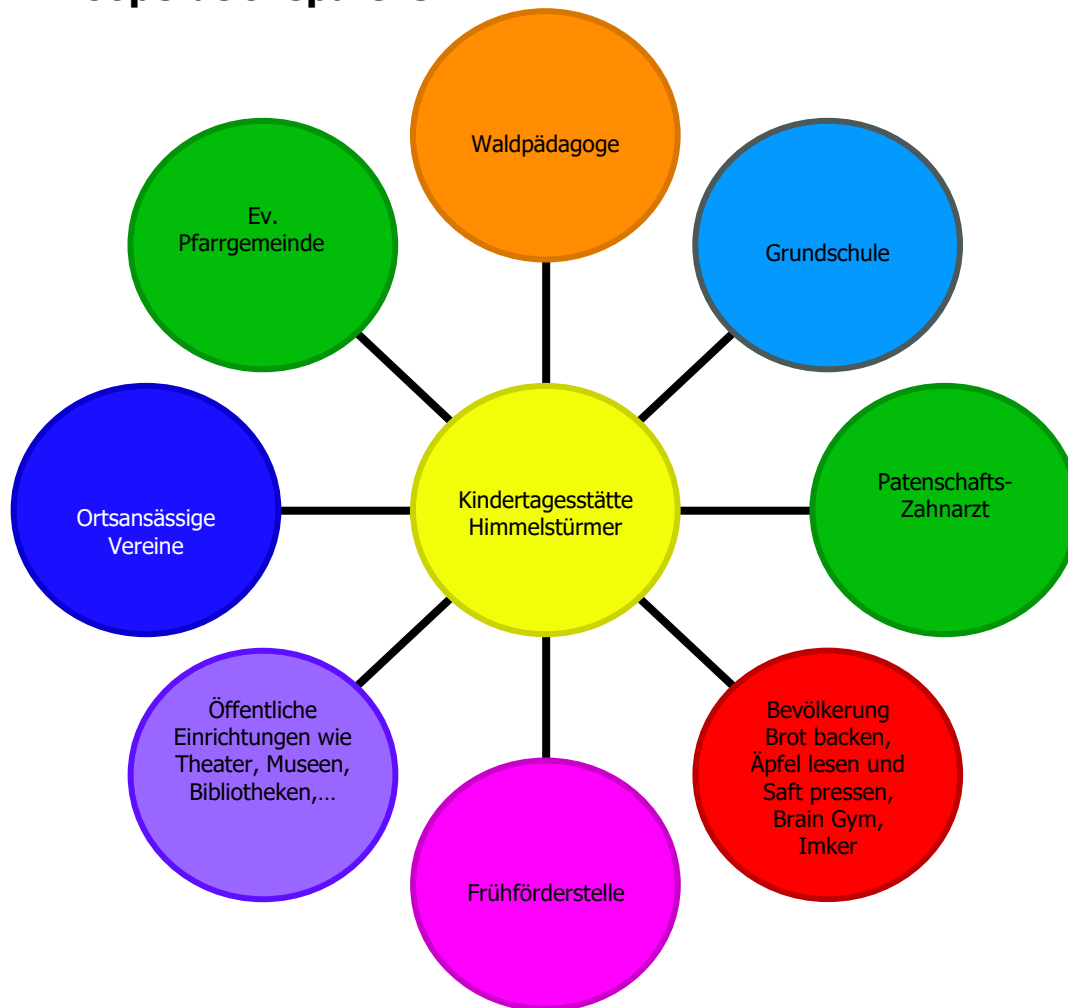 Waldpädagoge
Ev.
Pfarrgemeinde
Grundschule
Ortsansässige
Vereine
Kindertagesstätte
Himmelstürmer
Patenschafts-
Zahnarzt
Öffentliche
Einrichtungen wie
Theater, Museen,
Bibliotheken,…
Bevölkerung
Brot backen,
Äpfel lesen und
Saft pressen,
Brain Gym,
Imker
Frühförderstelle